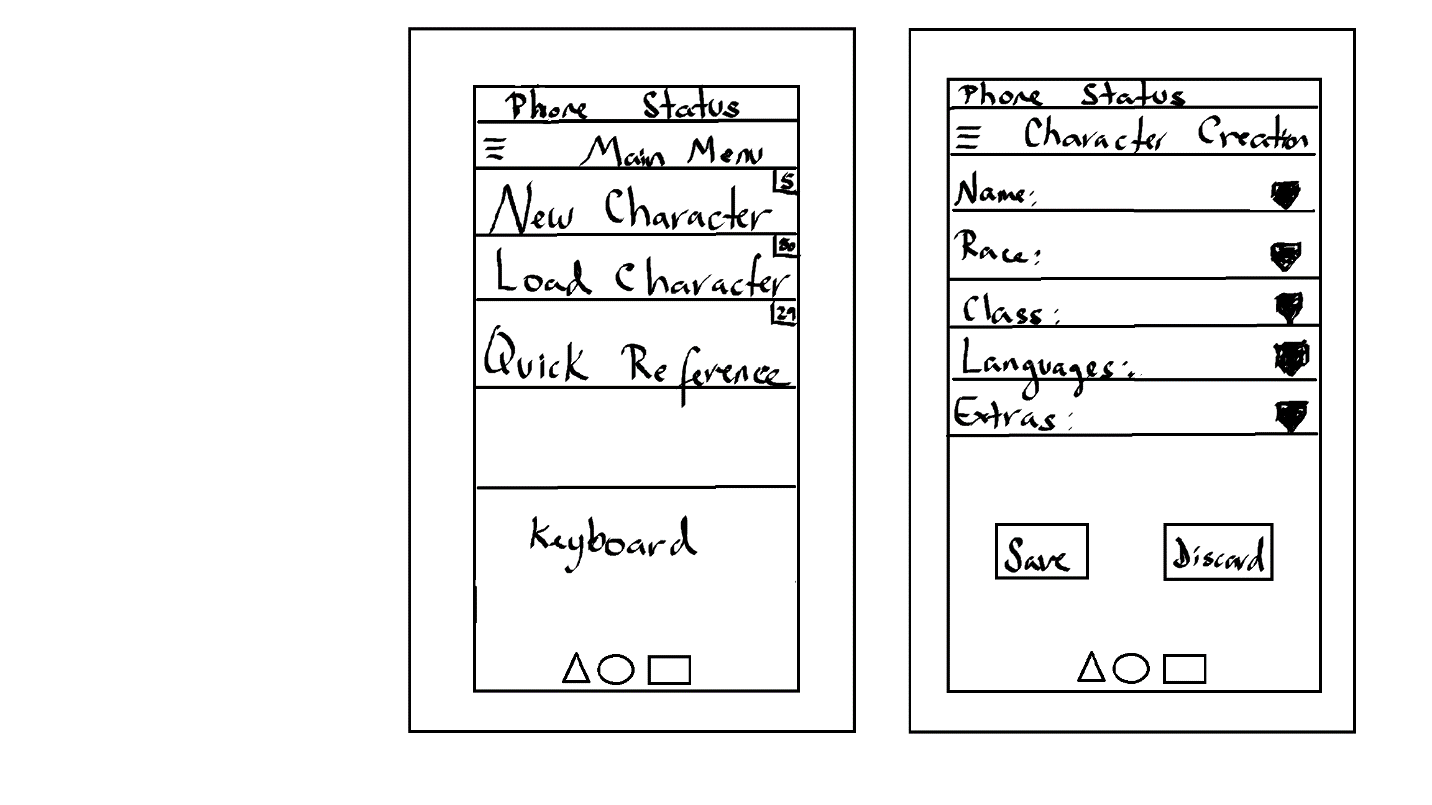 Phone Status
Main Menu
5
New Character
50
Load Character
29
Quick Reference
Keyboard
Phone Status
Character Creation
Name:
Race:
Class:
Languages:
Extras:
Save
Discard